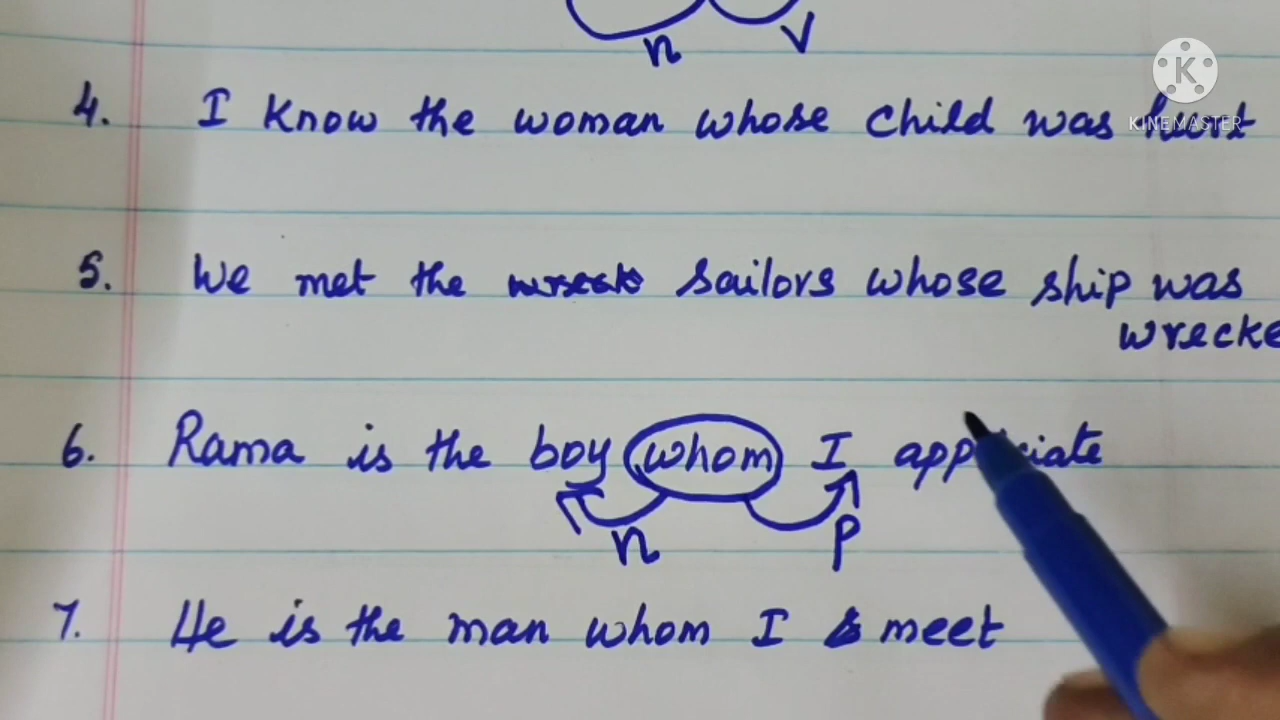 n V
K
KINEMASTER
4. I know the woman whose child was hurt
5. We met the sailors whose ship was
wrecke
6. Rama is the boy whom I appriciate
n p
7. He is the man whom I meet